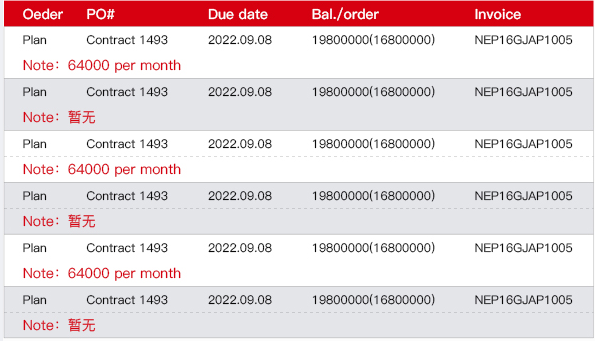 Oeder PO# Due date Bal./order Invoice
Plan Contract 1493 2022.09.08 19800000(16800000) NEP16GJAP1005
Note：64000 per month
Plan Contract 1493 2022.09.08 19800000(16800000) NEP16GJAP1005
Note：暂无
Plan Contract 1493 2022.09.08 19800000(16800000) NEP16GJAP1005
Note：64000 per month
Plan Contract 1493 2022.09.08 19800000(16800000) NEP16GJAP1005
Note：暂无
Plan Contract 1493 2022.09.08 19800000(16800000) NEP16GJAP1005
Note：64000 per month
Plan Contract 1493 2022.09.08 19800000(16800000) NEP16GJAP1005
Note：暂无